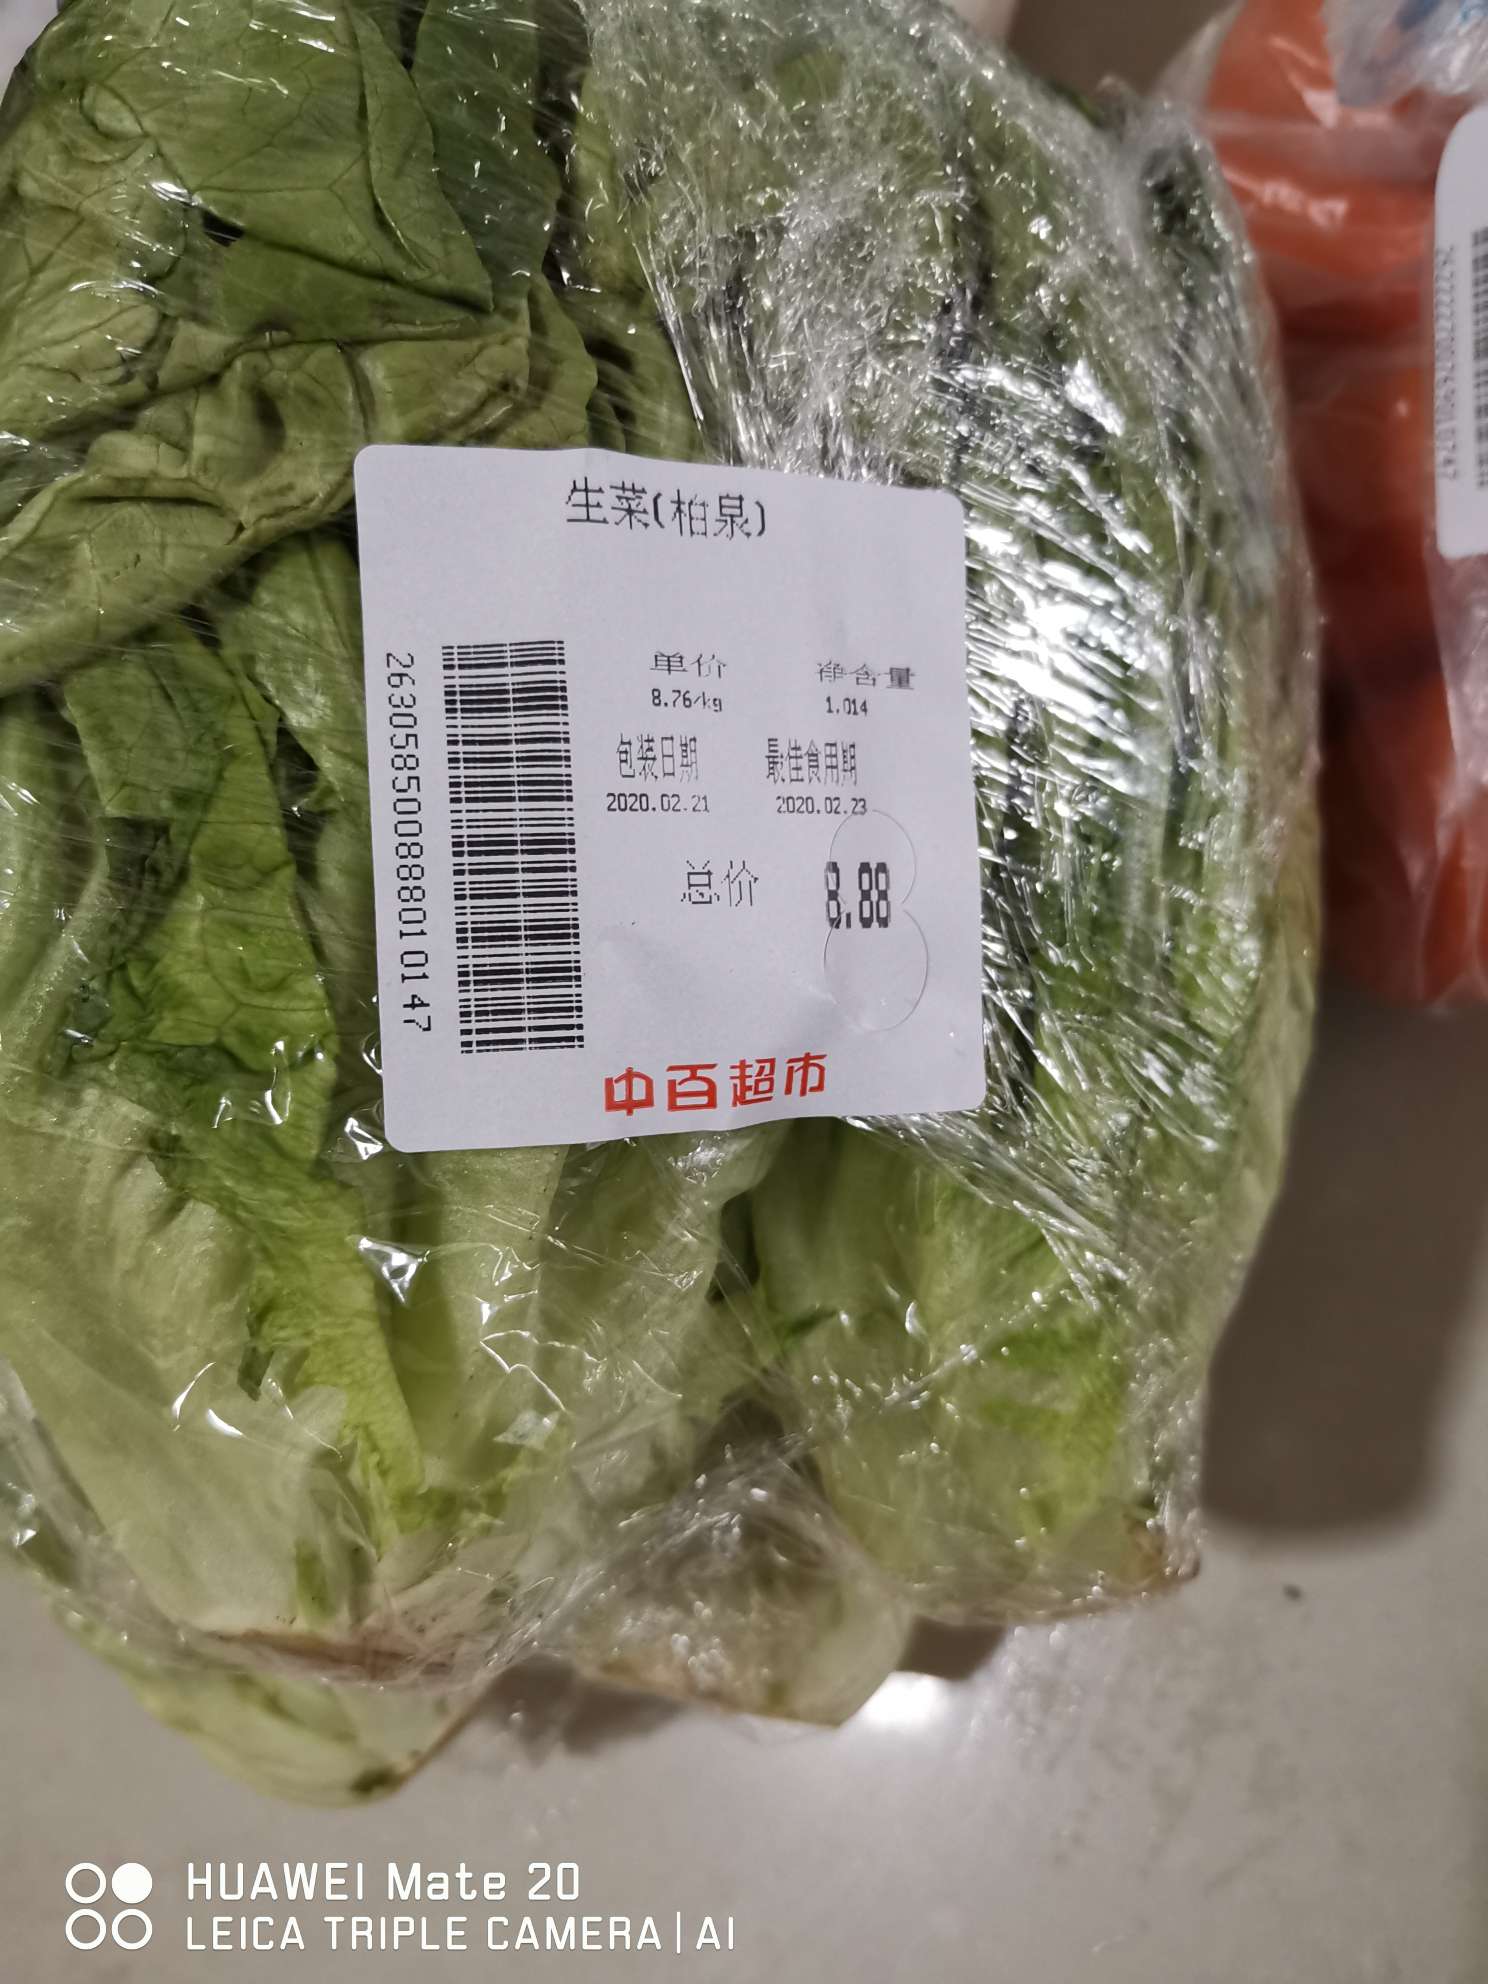 生菜(柏泉)
单价 净含量
8.76/kg 1.014
包装日期 最佳食用期
2020.02.21 2020.02.23
总价 8.88
中百超市
263058500888010147
HUAWEI Mate 20
LEICA TRIPLE CAMERA | AI